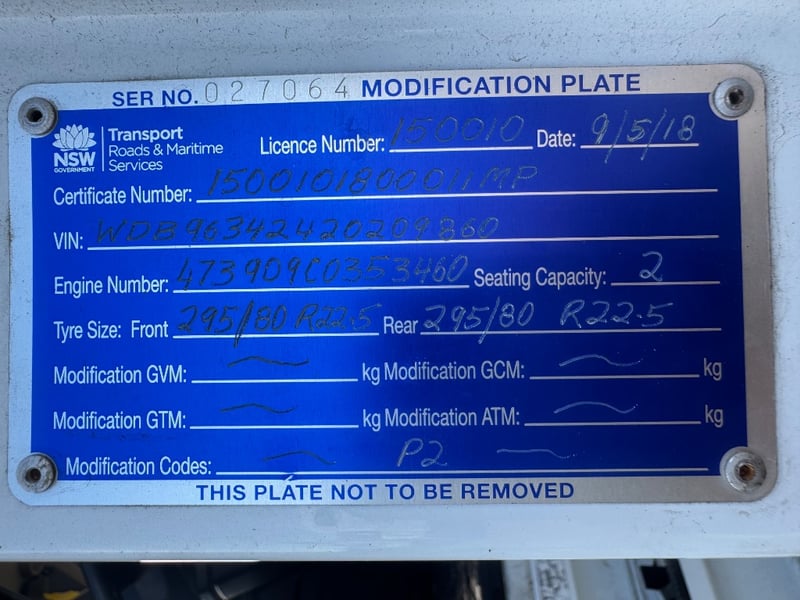 SER NO. 027064 MODIFICATION PLATE
NSW GOVERNMENT
Transport
Roads & Maritime
Services
Licence Number: 150010 Date: 9/5/18
Certificate Number: 1500101800011MP
VIN: WDB96342420209860
Engine Number: 473909C0353460 Seating Capacity: 2
Tyre Size: Front 295/80 R22.5 Rear 295/80 R22.5
Modification GVM: ~ kg Modification GCM: ~ kg
Modification GTM: ~ kg Modification ATM: ~ kg
Modification Codes: ~ P2 ~
THIS PLATE NOT TO BE REMOVED